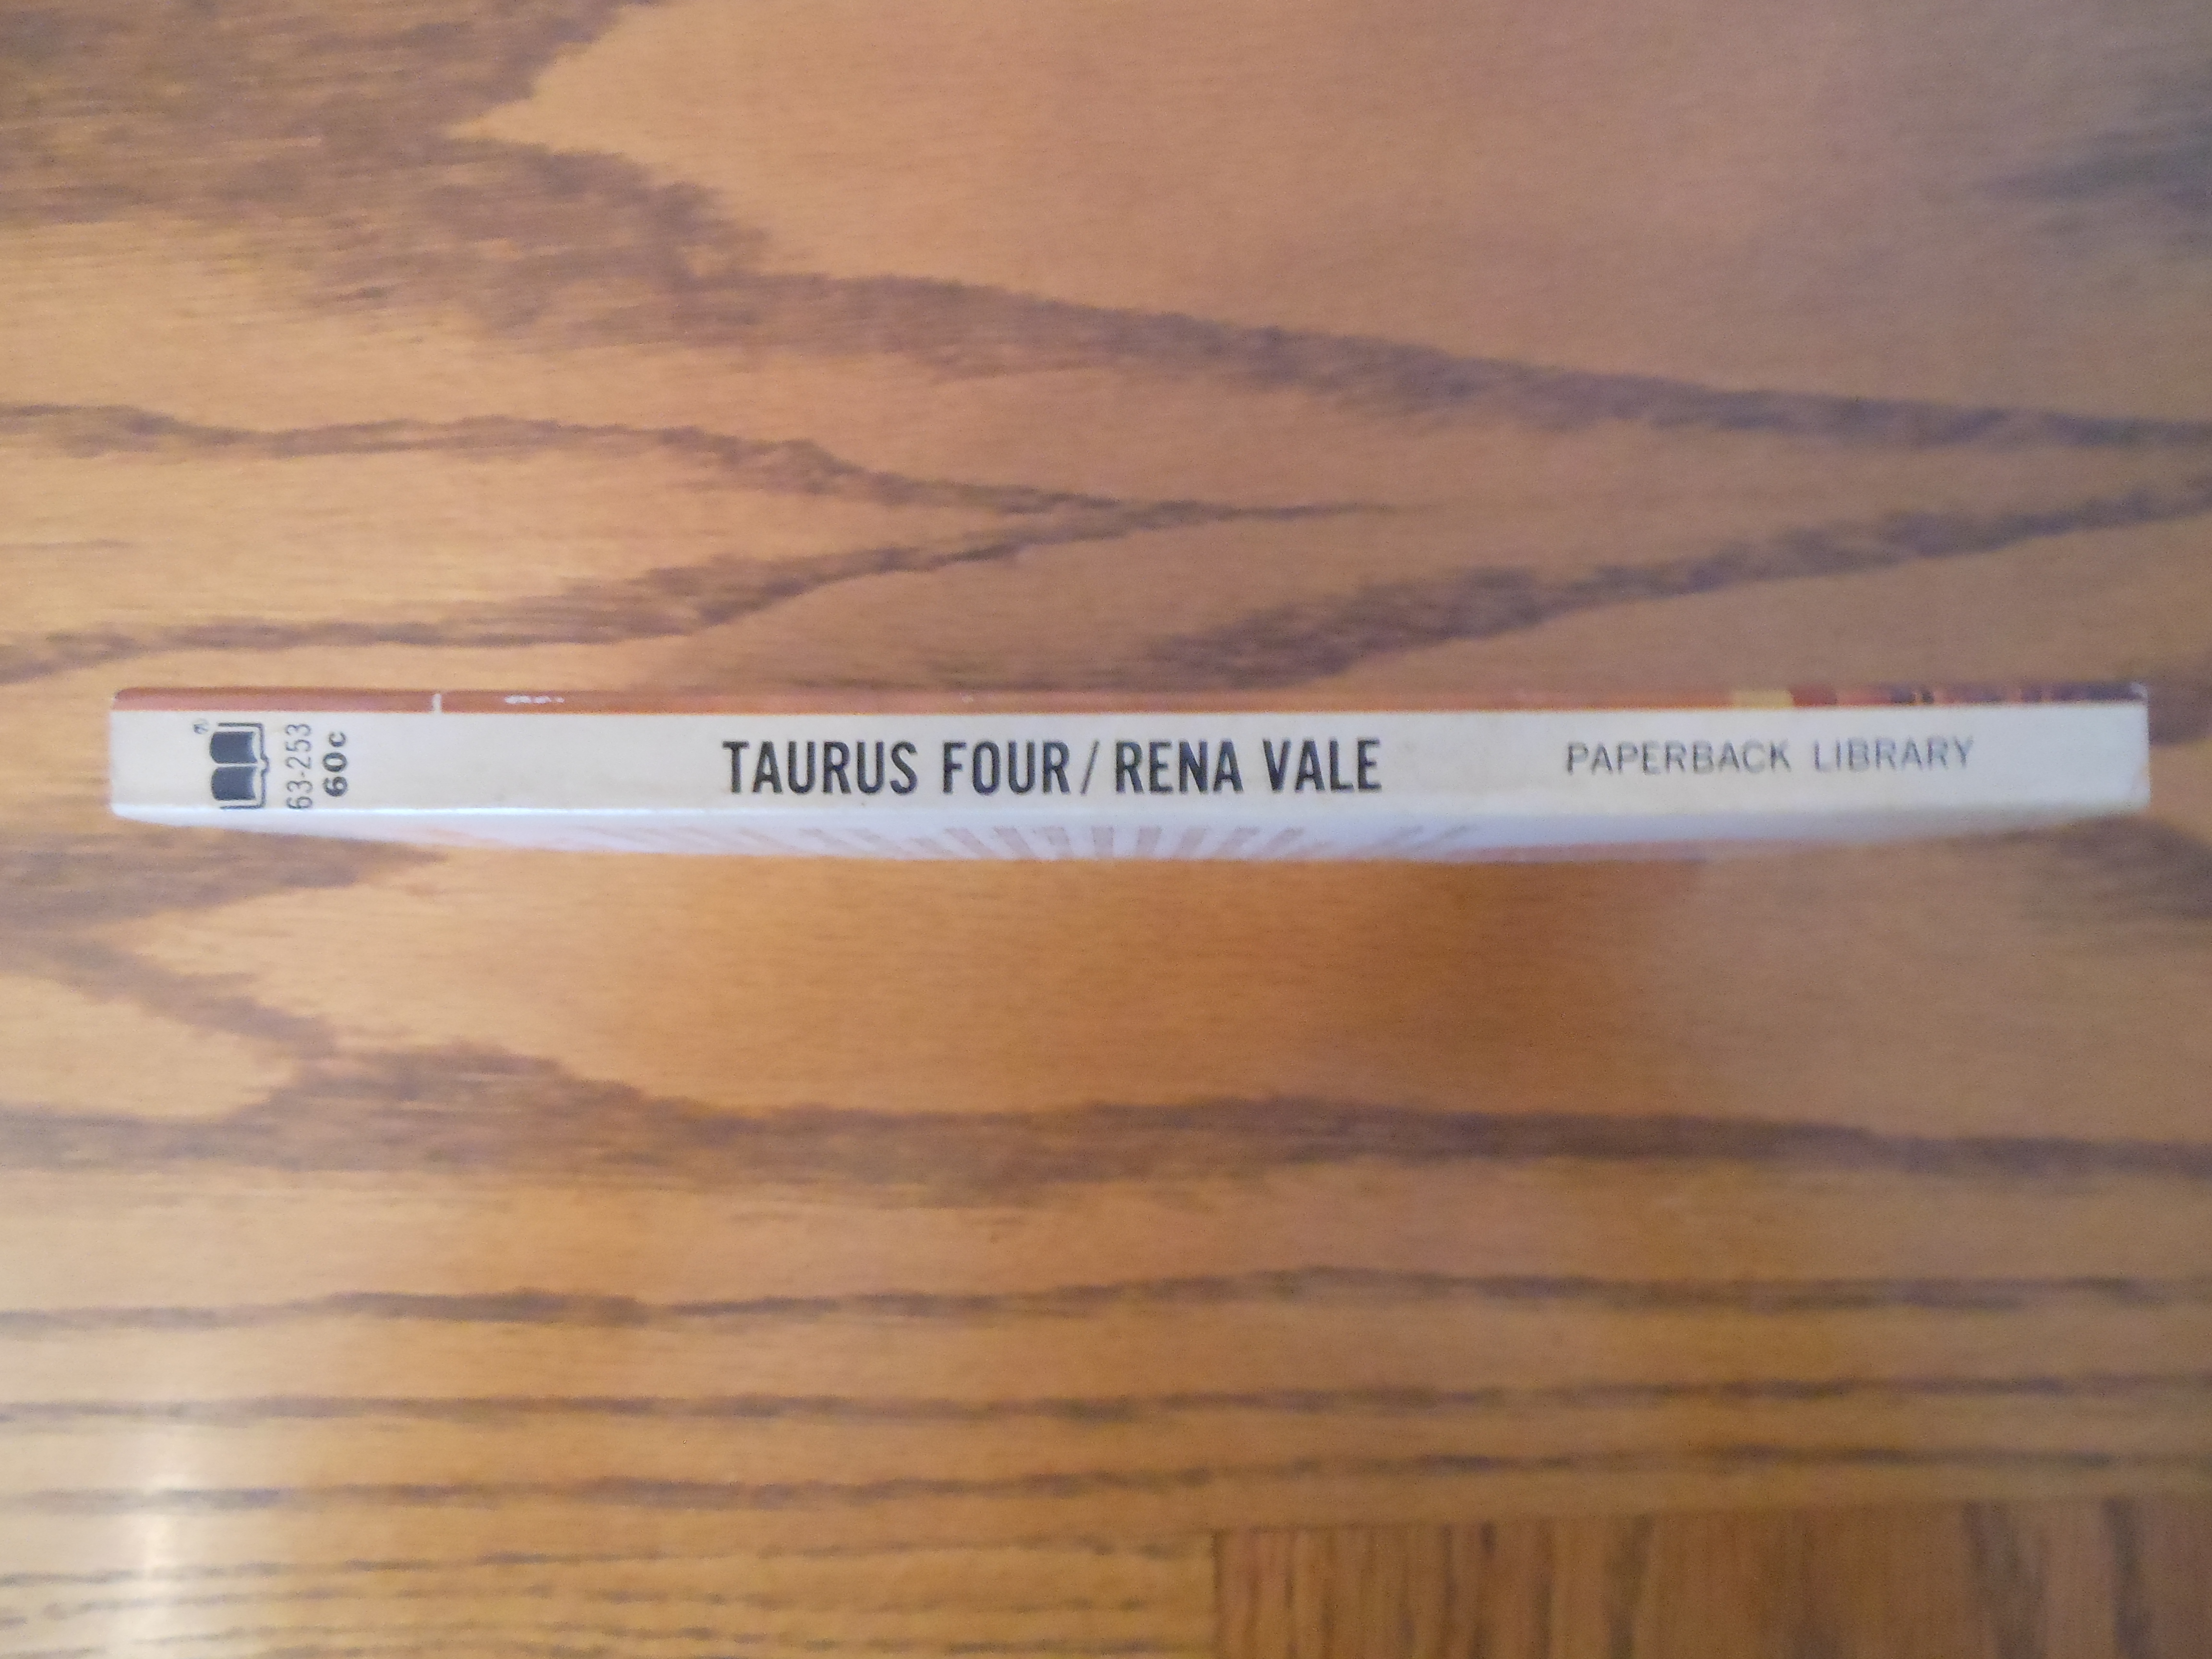 ®
63-253
60c
TAURUS FOUR / RENA VALE
PAPERBACK LIBRARY